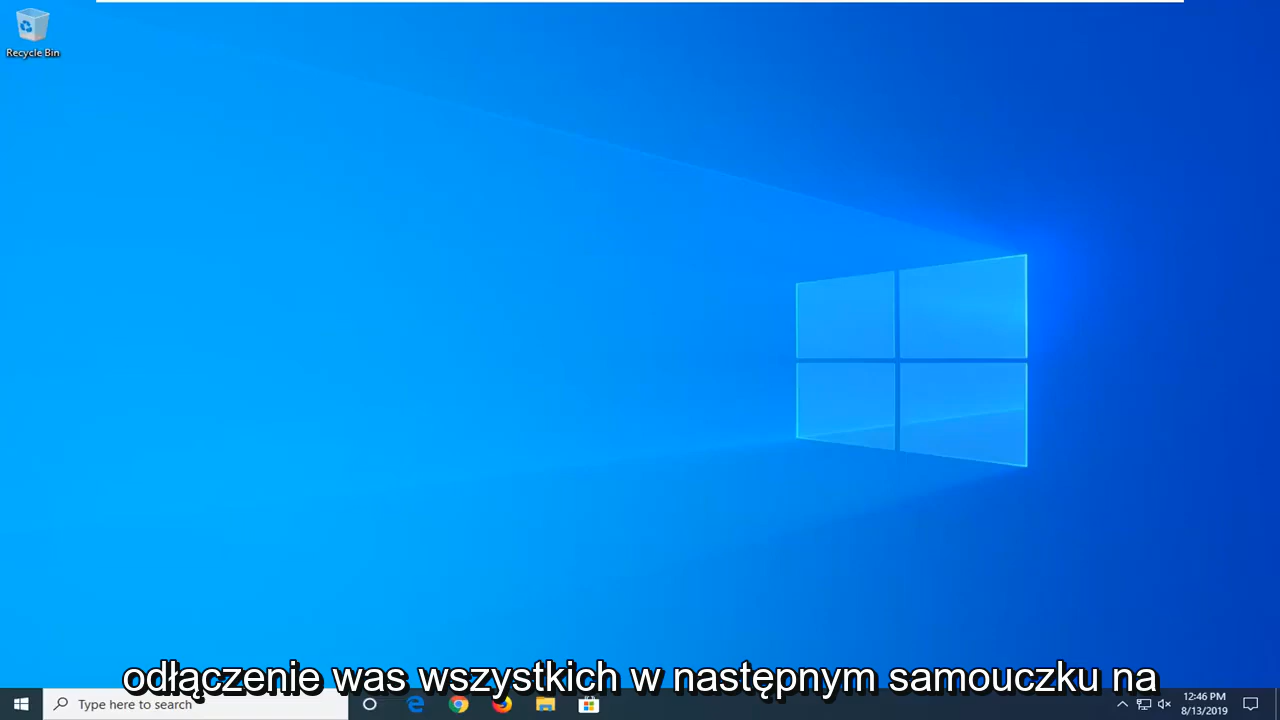 Recycle Bin
odłączenie was wszystkich w następnym samouczku na
Type here to search
12:46 PM
8/13/2019